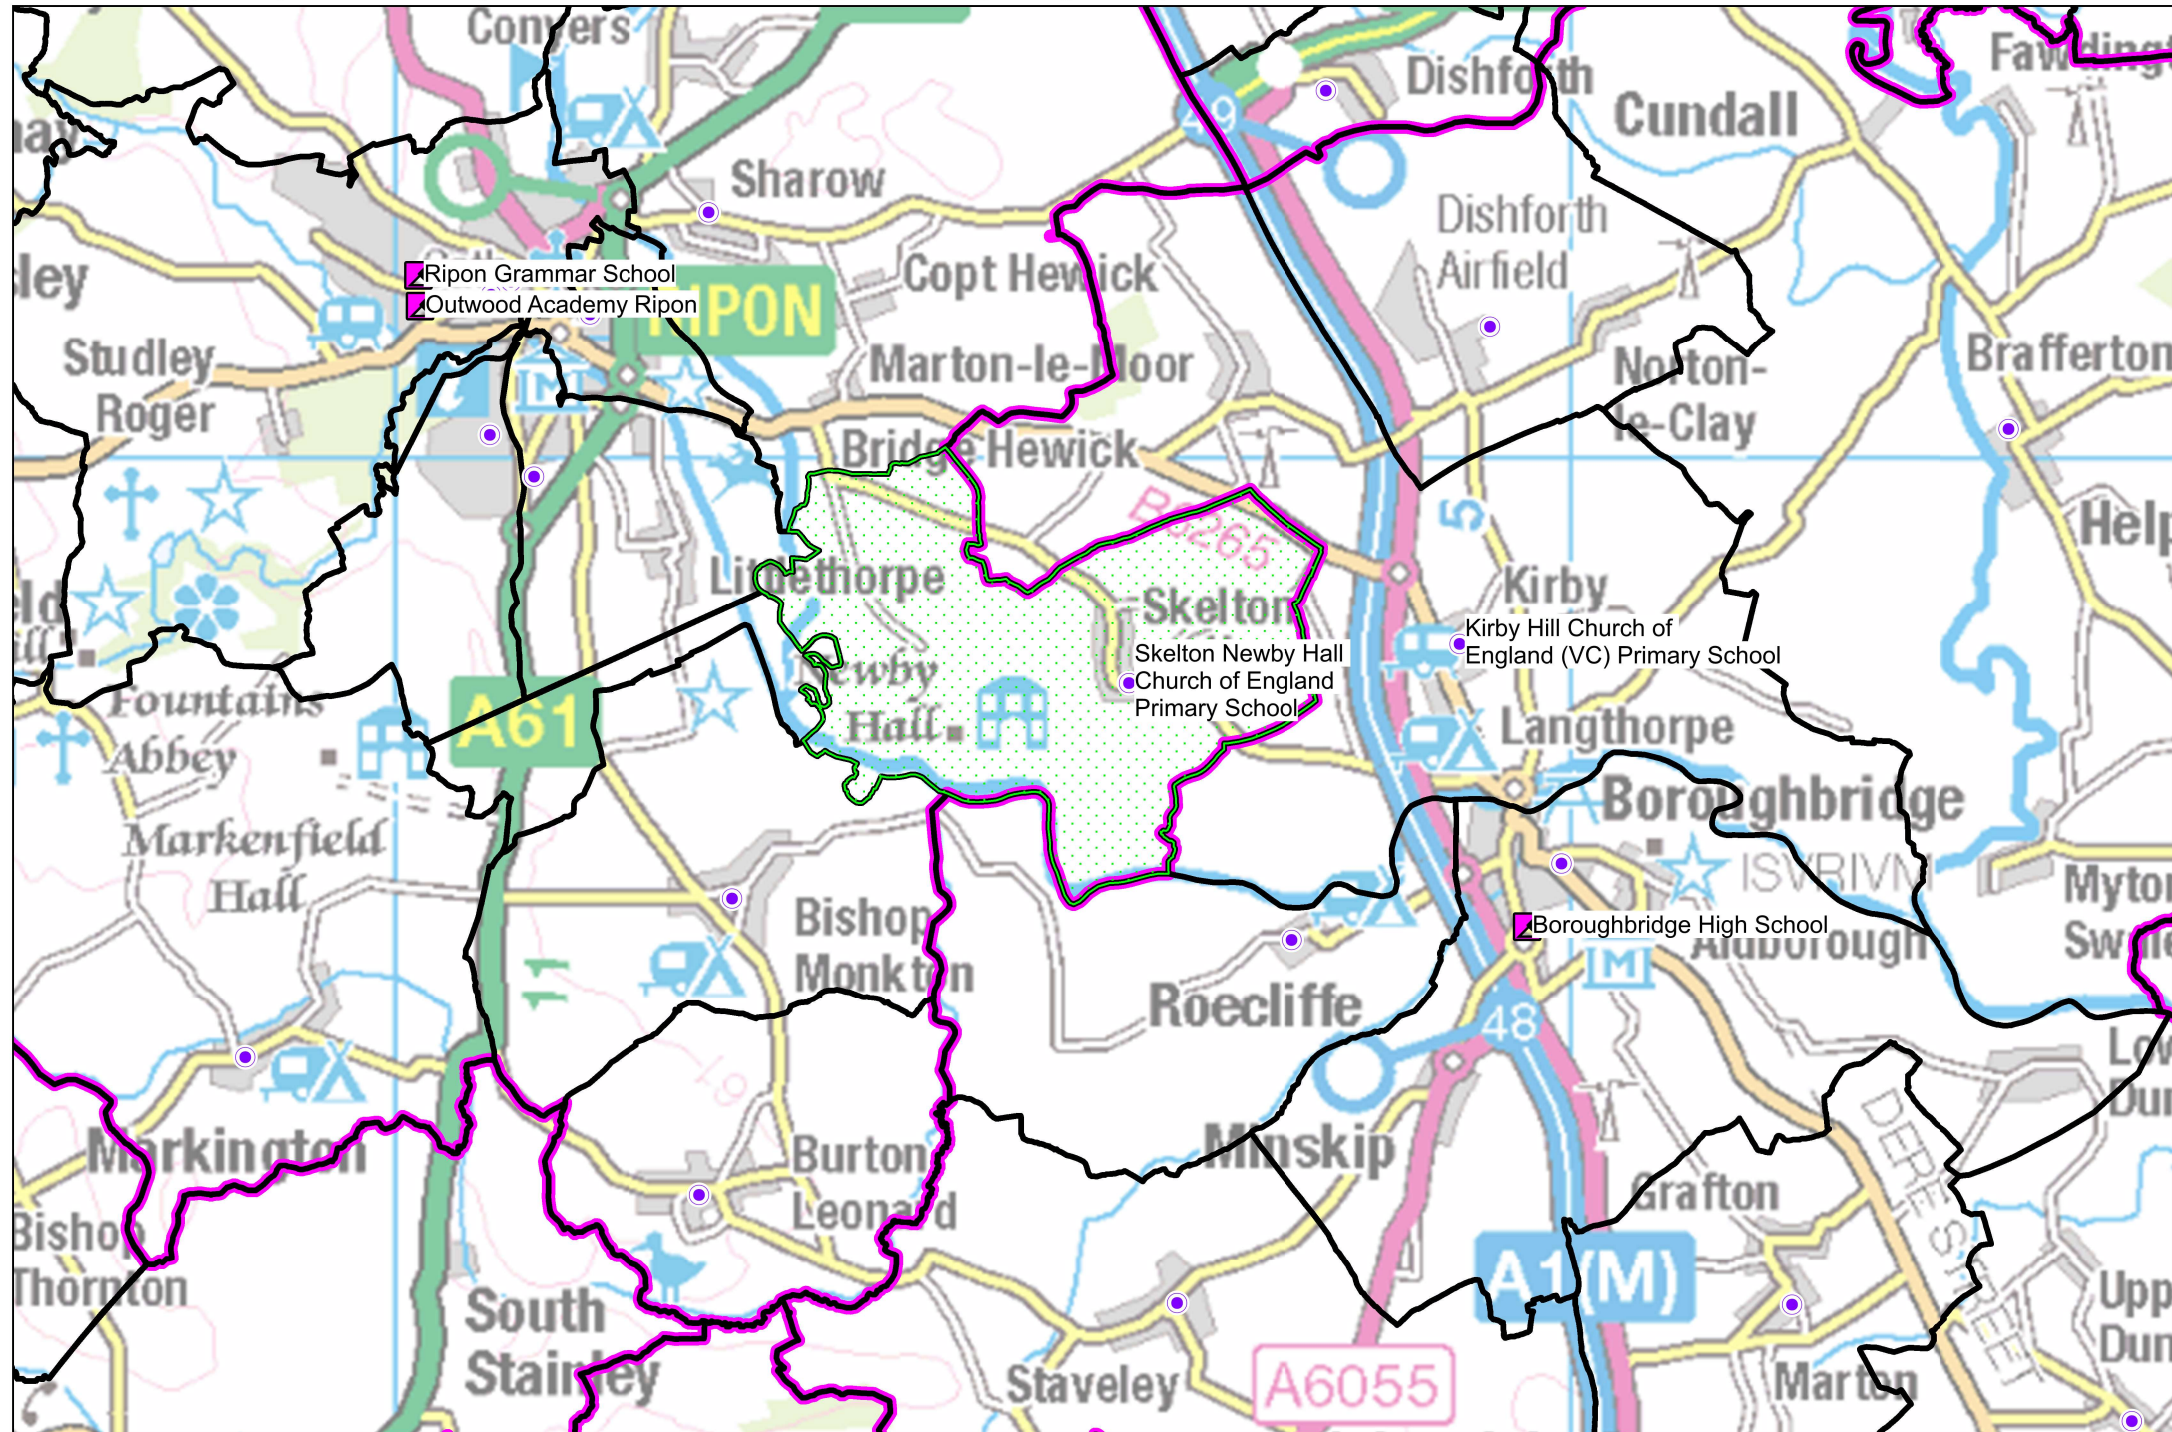 Conyers
Dishforth
Cundall
49
Sharow
Dishforth
Airfield
Ripon Grammar School
Outwood Academy Ripon
RIPON
Copt Hewick
Studley
Roger
Marton-le-Moor
Norton-
le-Clay
Brafferton
Bridge Hewick
B6265
5
Littlethorpe
Skelton
Kirby
Kirby Hill Church of
England (VC) Primary School
Skelton Newby Hall
Church of England
Primary School
Newby
Hall
Fountains
Abbey
A61
Langthorpe
Boroughbridge
Markenfield
Hall
ISVRIVM
Bishop
Monkton
Boroughbridge High School
Aldborough
M
M
Roecliffe
48
61
Markington
Minskip
Burton
Leonard
Grafton
DERE STREET
Bishop
Thornton
A1(M)
South
Stainley
Staveley
A6055
Marton